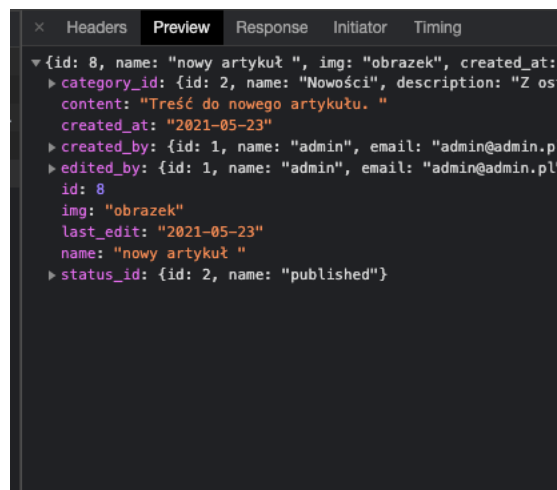 × Headers Preview Response Initiator Timing
▼{id: 8, name: "nowy artykuł ", img: "obrazek", created_at:
▶category_id: {id: 2, name: "Nowości", description: "Z os
content: "Treść do nowego artykułu. "
created_at: "2021-05-23"
▶created_by: {id: 1, name: "admin", email: "admin@admin.p
▶edited_by: {id: 1, name: "admin", email: "admin@admin.pl"
id: 8
img: "obrazek"
last_edit: "2021-05-23"
name: "nowy artykuł "
▶status_id: {id: 2, name: "published"}